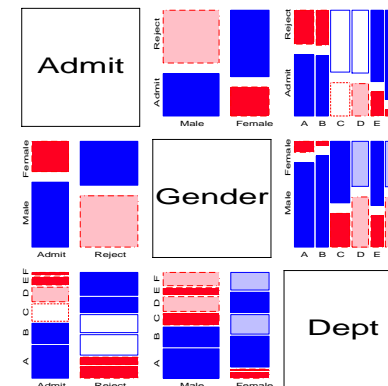 Admit
Admit Reject
Male Female
Admit Reject
A B C D E
Male Female
Admit Reject
Gender
Male Female
A B C D E
A B C D E F
Admit Reject
A B C D E F
Male Female
Dept